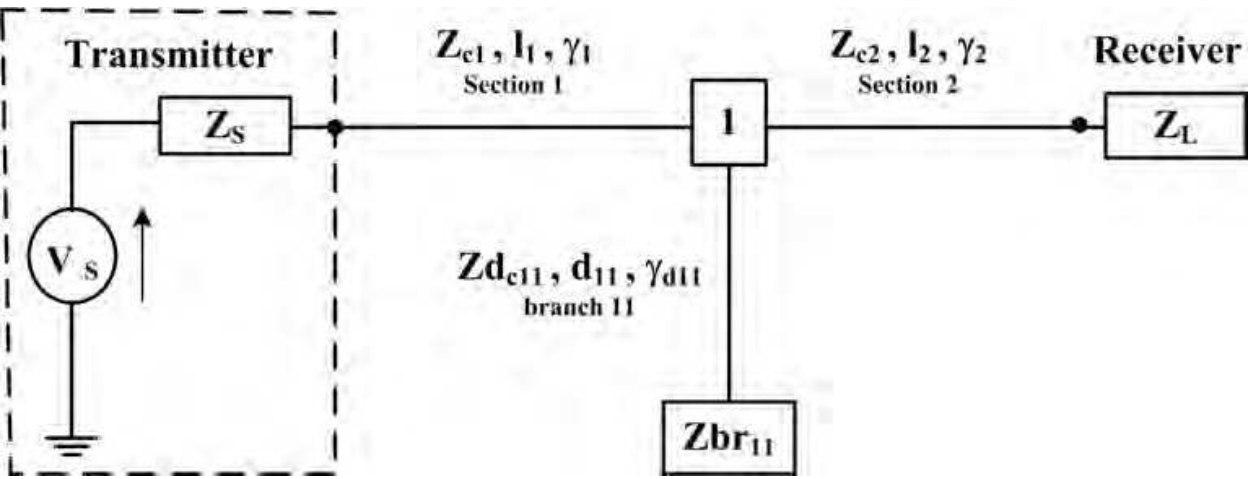 Transmitter
Z_S
V_S
Z_c1 , l_1 , γ_1
Section 1
1
Z_c2 , l_2 , γ_2
Section 2
Receiver
Z_L
Zd_c11 , d_11 , γ_d11
branch 11
Zbr_11